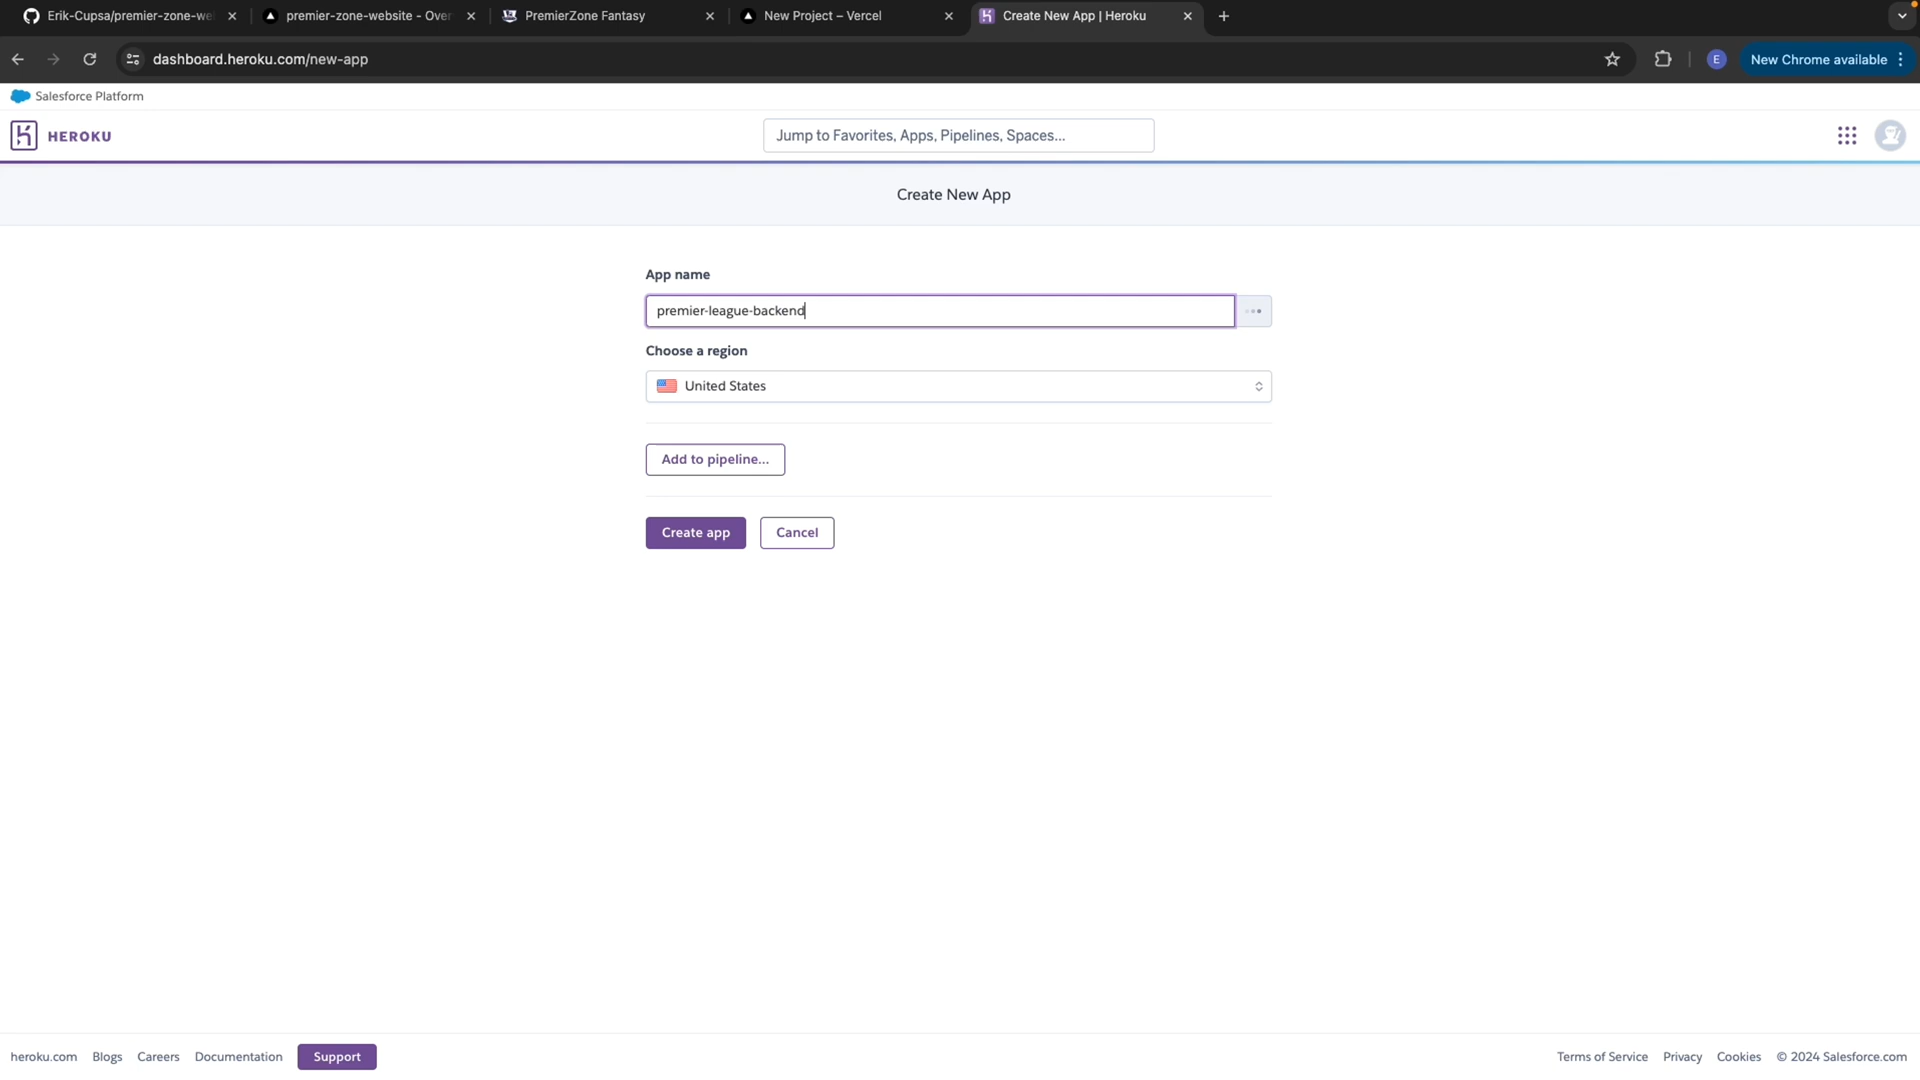 Erik-Cupsa/premier-zone-we
premier-zone-website - Over
PremierZone Fantasy
New Project – Vercel
Create New App | Heroku
dashboard.heroku.com/new-app
E
New Chrome available
Salesforce Platform
HEROKU
Jump to Favorites, Apps, Pipelines, Spaces...
Create New App
App name
premier-league-backend
Choose a region
United States
Add to pipeline...
Create app
Cancel
heroku.com
Blogs
Careers
Documentation
Support
Terms of Service
Privacy
Cookies
© 2024 Salesforce.com